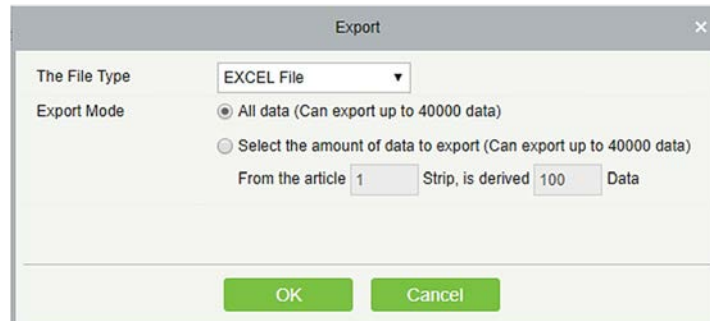 Export
The File Type EXCEL File
Export Mode All data (Can export up to 40000 data)
Select the amount of data to export (Can export up to 40000 data)
From the article 1 Strip, is derived 100 Data
OK Cancel